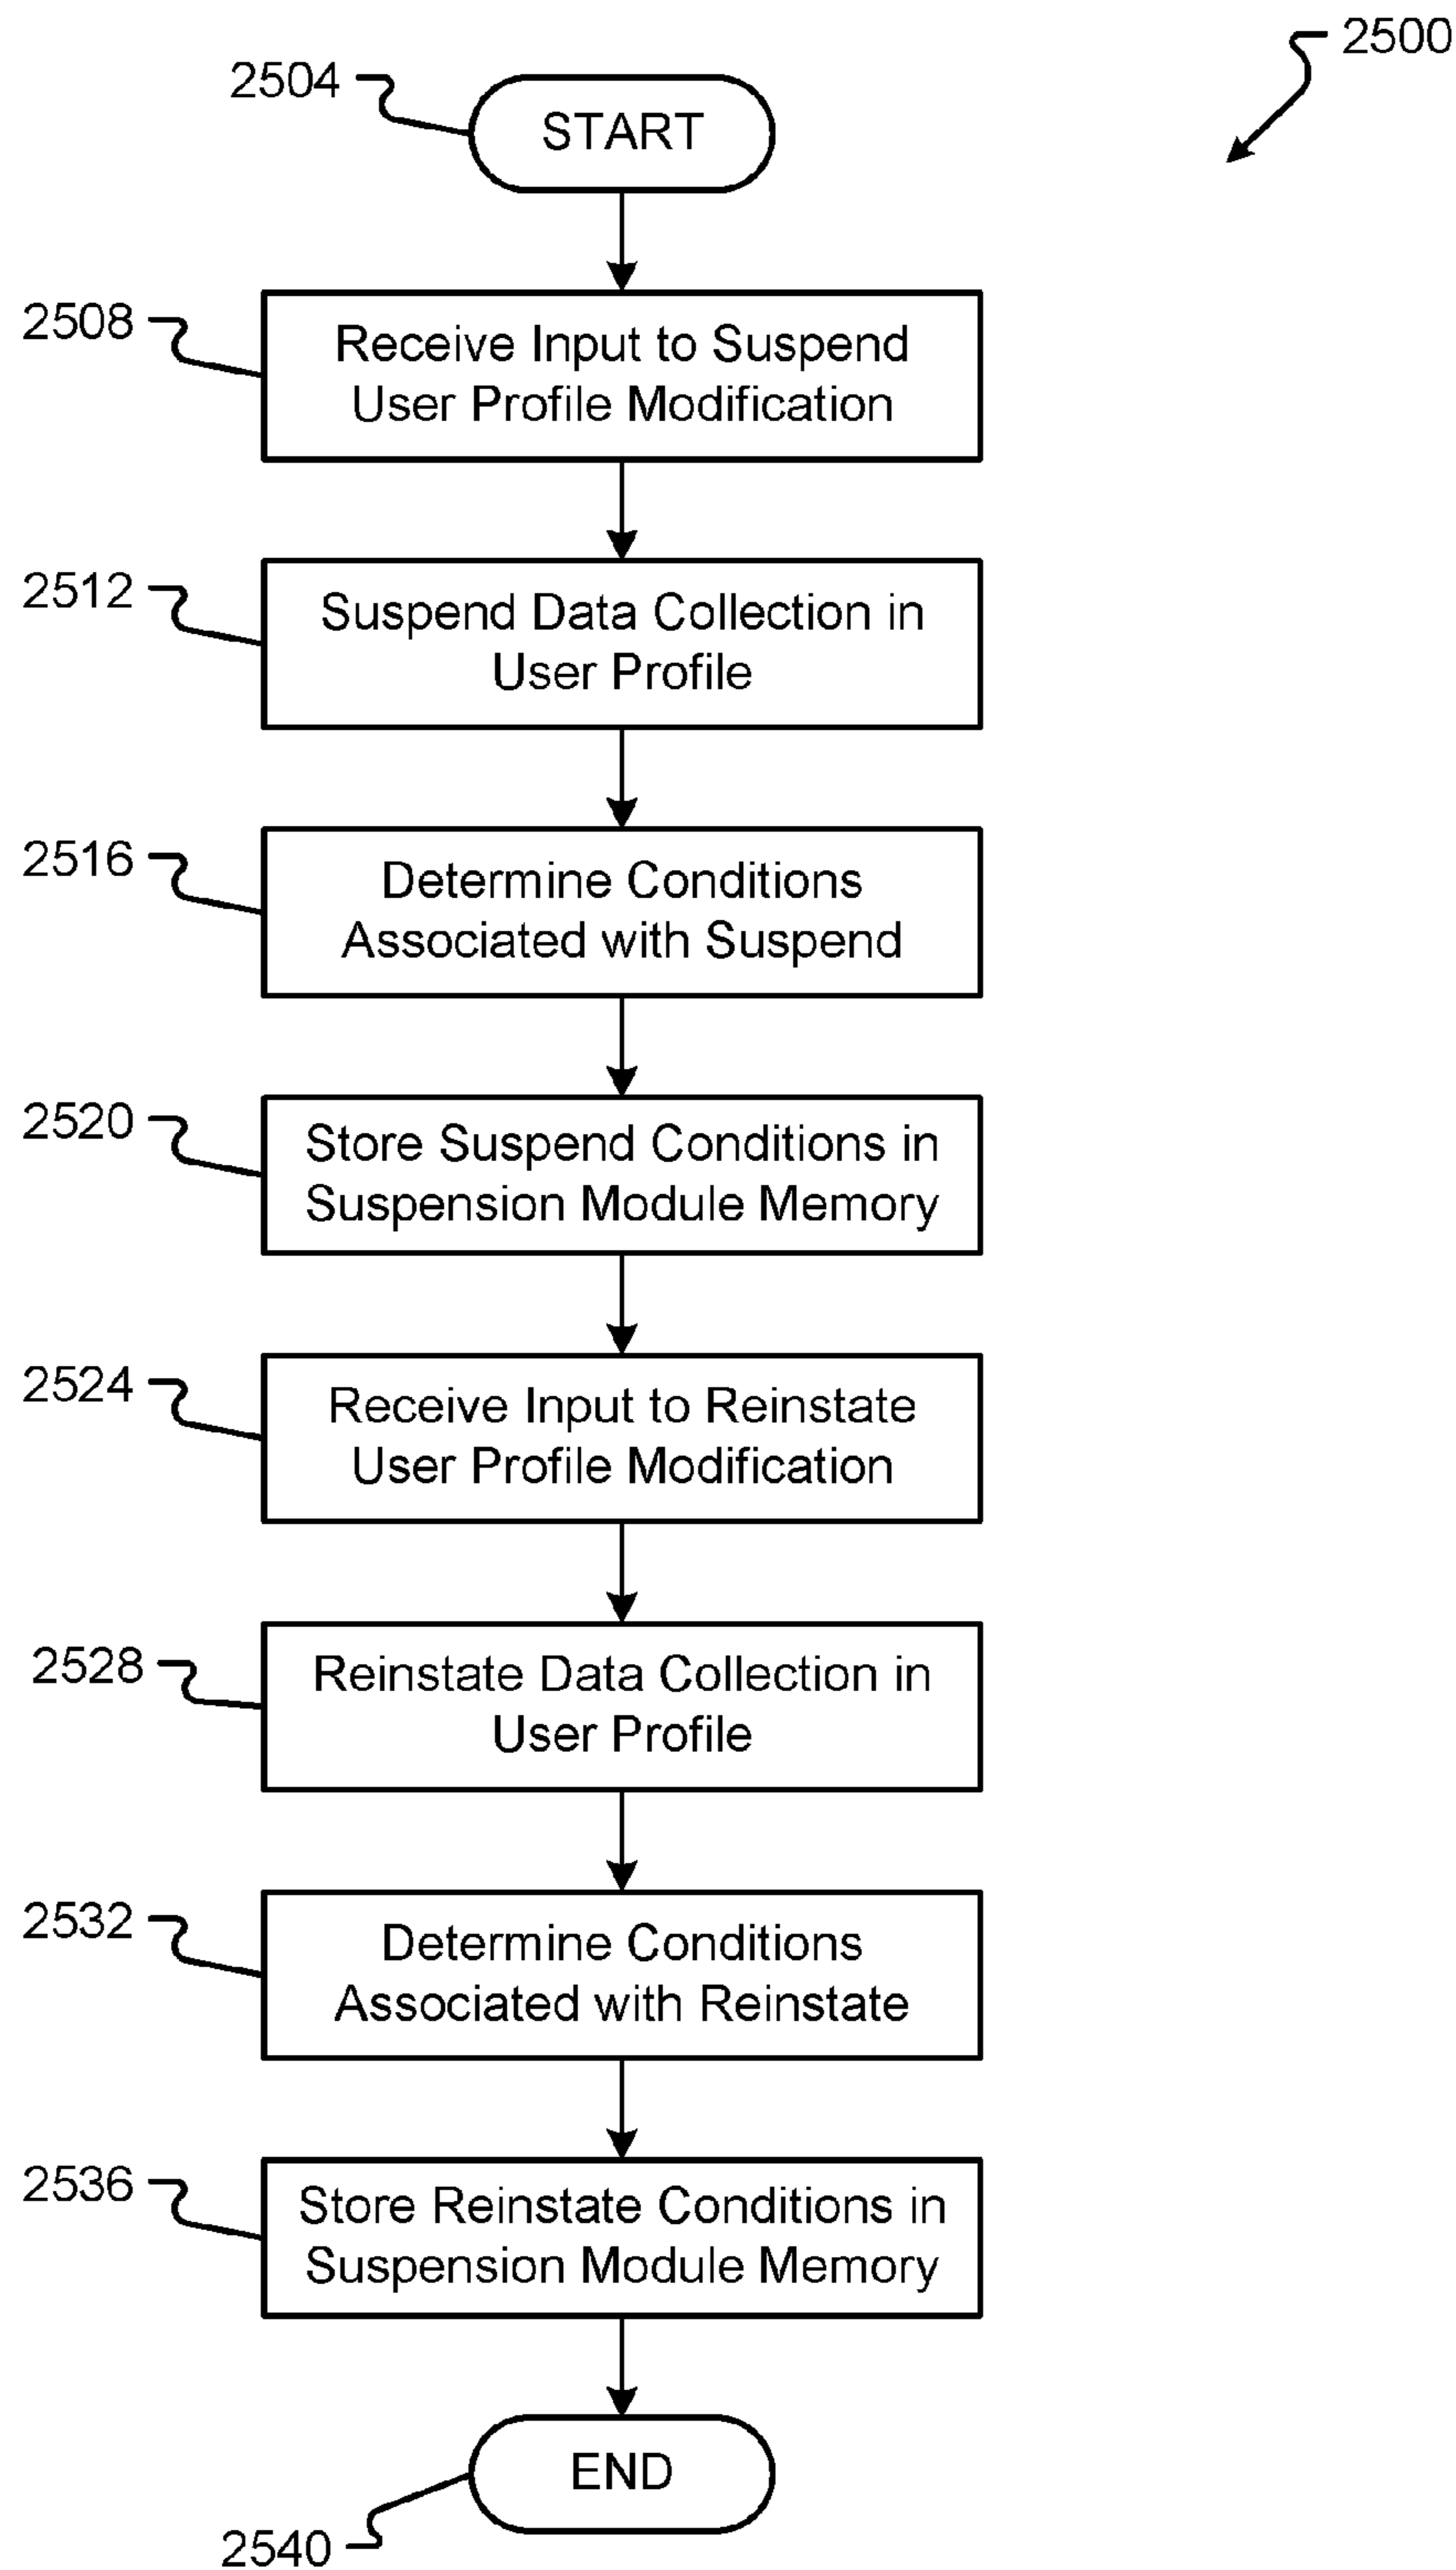 2500
2504
START
2508
Receive Input to Suspend
User Profile Modification
2512
Suspend Data Collection in
User Profile
2516
Determine Conditions
Associated with Suspend
2520
Store Suspend Conditions in
Suspension Module Memory
2524
Receive Input to Reinstate
User Profile Modification
2528
Reinstate Data Collection in
User Profile
2532
Determine Conditions
Associated with Reinstate
2536
Store Reinstate Conditions in
Suspension Module Memory
END
2540